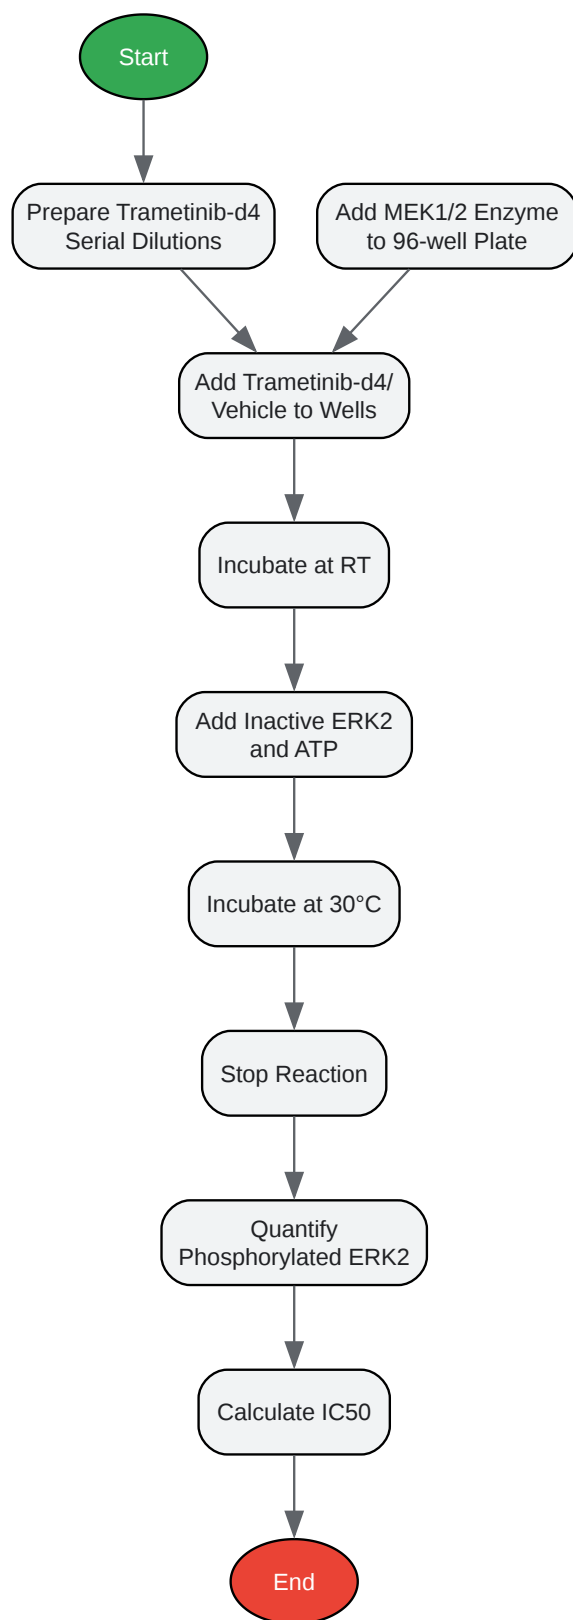 Start
Prepare Trametinib-d4
Serial Dilutions
Add MEK1/2 Enzyme
to 96-well Plate
Add Trametinib-d4/
Vehicle to Wells
Incubate at RT
Add Inactive ERK2
and ATP
Incubate at 30°C
Stop Reaction
Quantify
Phosphorylated ERK2
Calculate IC50
End